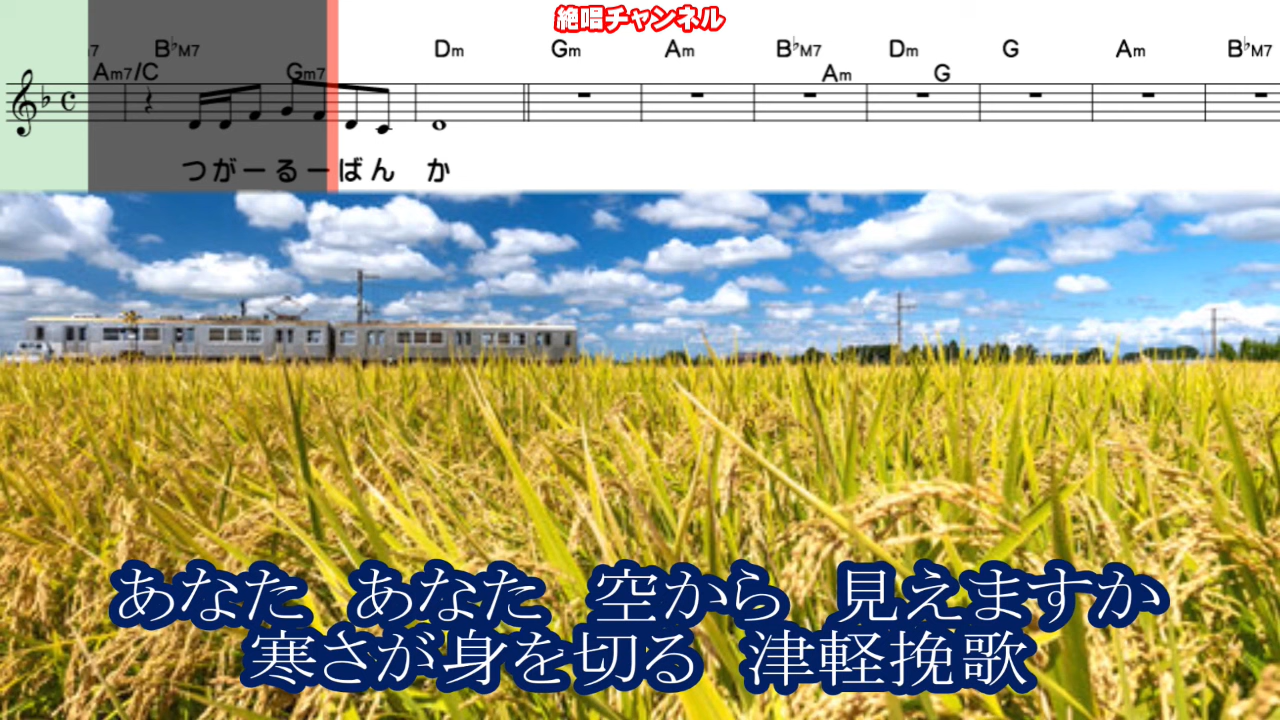 絶唱チャンネル
B♭M7 Dm Gm Am B♭M7 Dm G Am B♭M7
Am7/C Gm7 Am G
つがーるーばん か
あなた あなた 空から 見えますか
寒さが身を切る 津軽挽歌